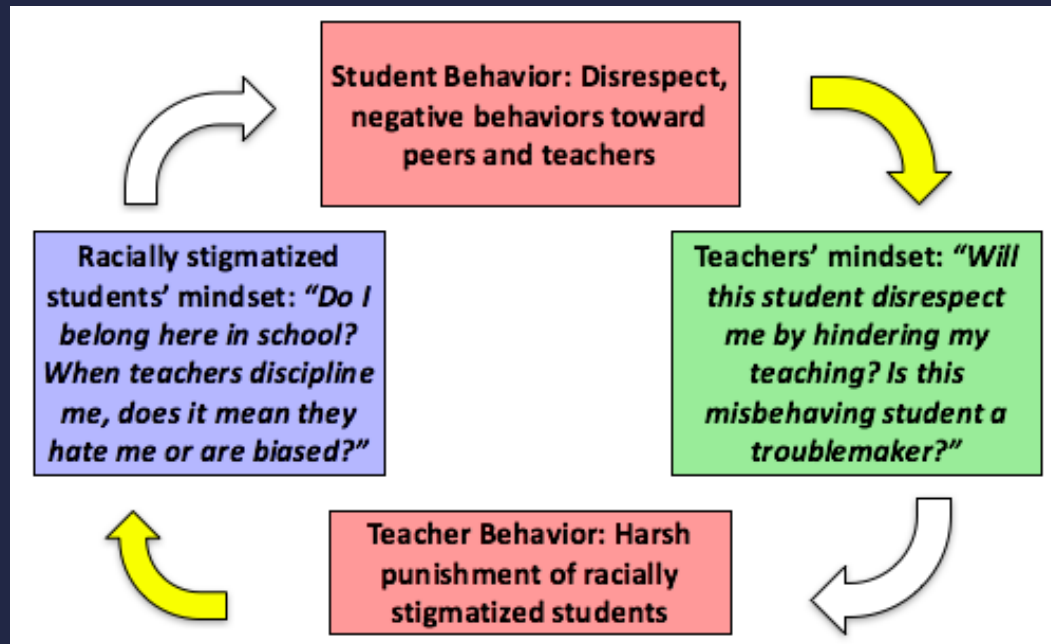 Student Behavior: Disrespect,
negative behaviors toward
peers and teachers
Racially stigmatized
students’ mindset: “Do I
belong here in school?
When teachers discipline
me, does it mean they
hate me or are biased?”
Teachers’ mindset: “Will
this student disrespect
me by hindering my
teaching? Is this
misbehaving student a
troublemaker?”
Teacher Behavior: Harsh
punishment of racially
stigmatized students